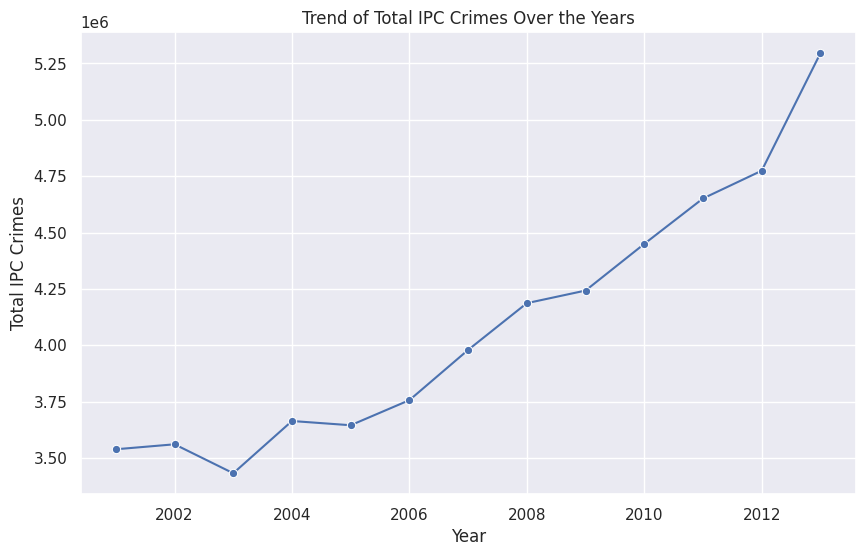 Trend of Total IPC Crimes Over the Years
1e6
5.25
5.00
4.75
4.50
4.25
4.00
3.75
3.50
Total IPC Crimes
2002 2004 2006 2008 2010 2012
Year